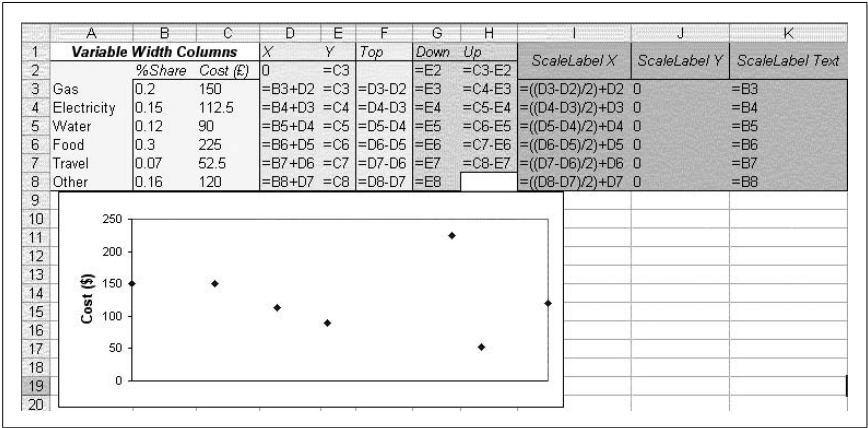 A B C D E F G H I J K
1 Variable Width Columns X Y Top Down Up ScaleLabel X ScaleLabel Y ScaleLabel Text
2 %Share Cost (£) 0 =C3 =E2 =C3-E2
3 Gas 0.2 150 =B3+D2 =C3 =D3-D2 =E3 =C4-E3 =((D3-D2)/2)+D2 0 =B3
4 Electricity 0.15 112.5 =B4+D3 =C4 =D4-D3 =E4 =C5-E4 =((D4-D3)/2)+D3 0 =B4
5 Water 0.12 90 =B5+D4 =C5 =D5-D4 =E5 =C6-E5 =((D5-D4)/2)+D4 0 =B5
6 Food 0.3 225 =B6+D5 =C6 =D6-D5 =E6 =C7-E6 =((D6-D5)/2)+D5 0 =B6
7 Travel 0.07 52.5 =B7+D6 =C7 =D7-D6 =E7 =C8-E7 =((D7-D6)/2)+D6 0 =B7
8 Other 0.16 120 =B8+D7 =C8 =D8-D7 =E8 =((D8-D7)/2)+D7 0 =B8
9
10
11
12
13
14
15
16
17
18
19
20
250
200
150
100
50
0
Cost ($)